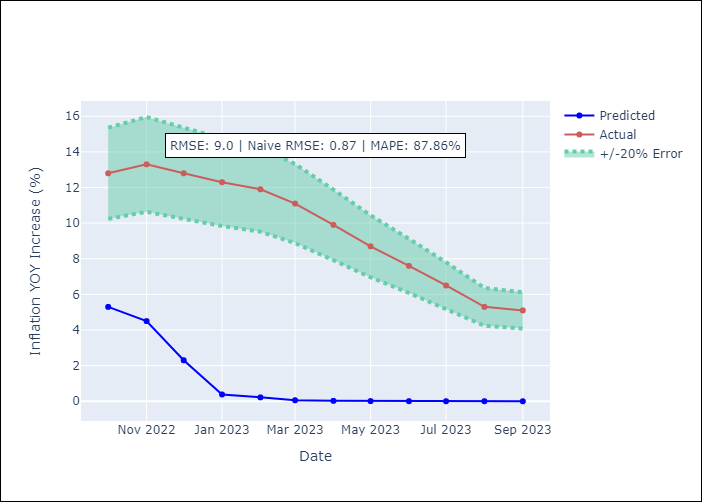 RMSE: 9.0 | Naive RMSE: 0.87 | MAPE: 87.86%
Predicted
Actual
+/-20% Error
Inflation YOY Increase (%)
16
14
12
10
8
6
4
2
0
Nov 2022 Jan 2023 Mar 2023 May 2023 Jul 2023 Sep 2023
Date